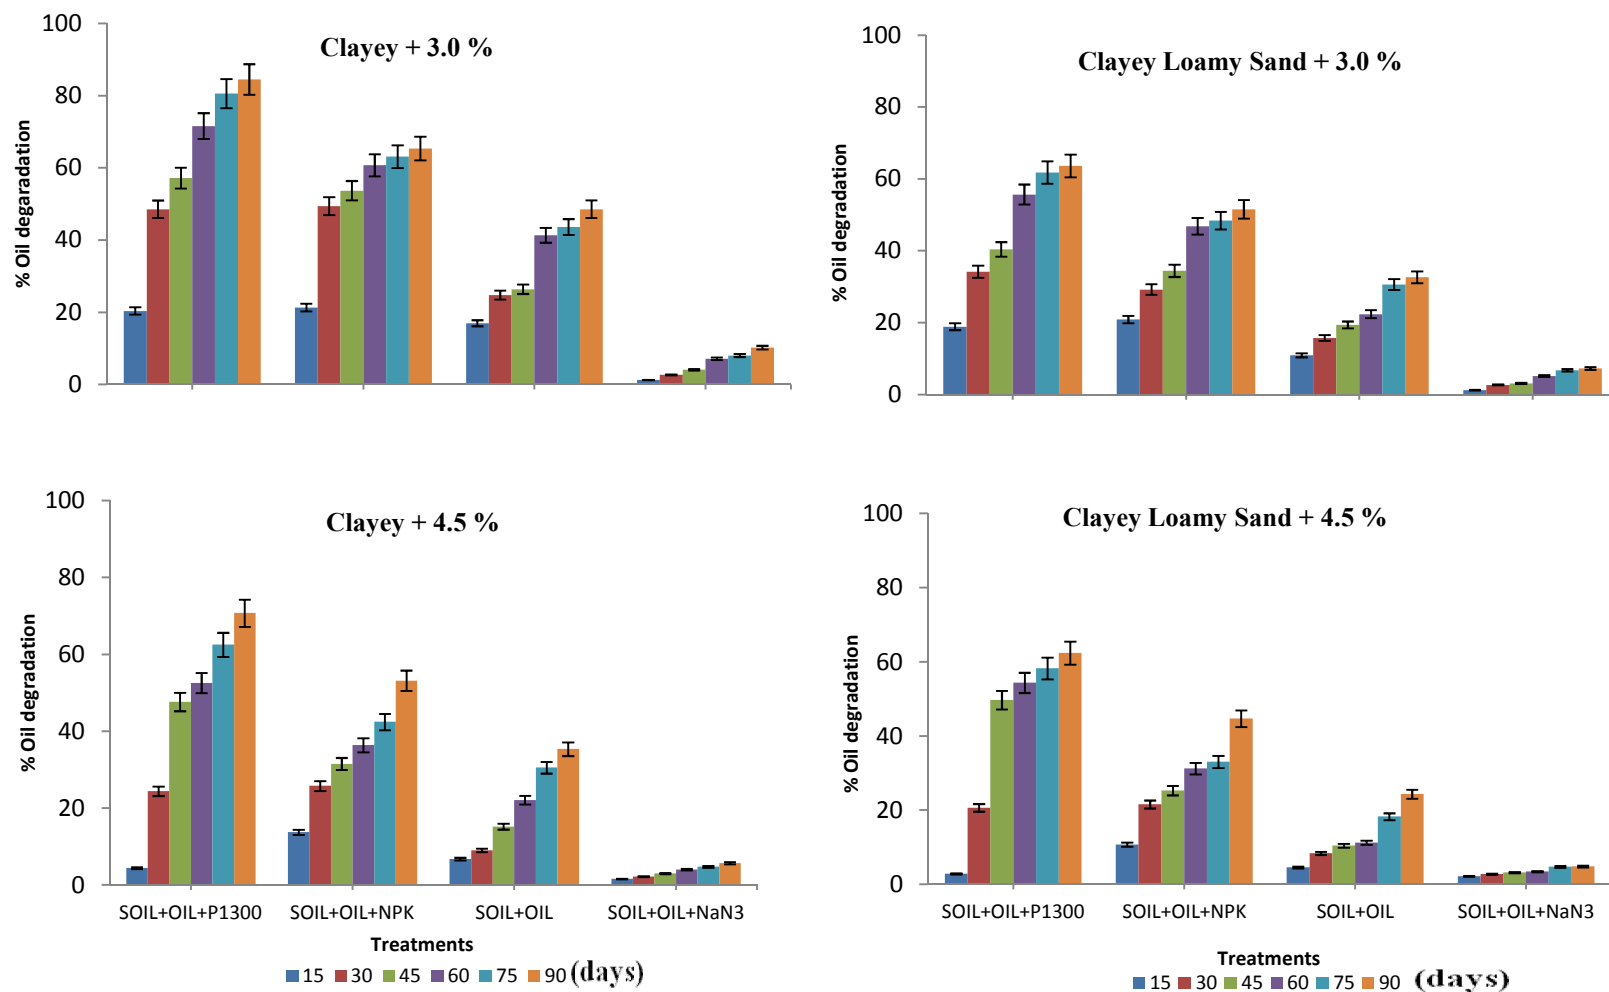 Clayey + 3.0 %
% Oil degaradation
100
80
60
40
20
0
Clayey Loamy Sand + 3.0 %
% Oil degradation
100
80
60
40
20
0
Clayey + 4.5 %
% Oil degradation
100
80
60
40
20
0
SOIL+OIL+P1300 SOIL+OIL+NPK SOIL+OIL SOIL+OIL+NaN3
Treatments
15 30 45 60 75 90 (days)
Clayey Loamy Sand + 4.5 %
% Oil degradation
100
80
60
40
20
0
SOIL+OIL+P1300 SOIL+OIL+NPK SOIL+OIL SOIL+OIL+NaN3
Treatments
15 30 45 60 75 90 (days)